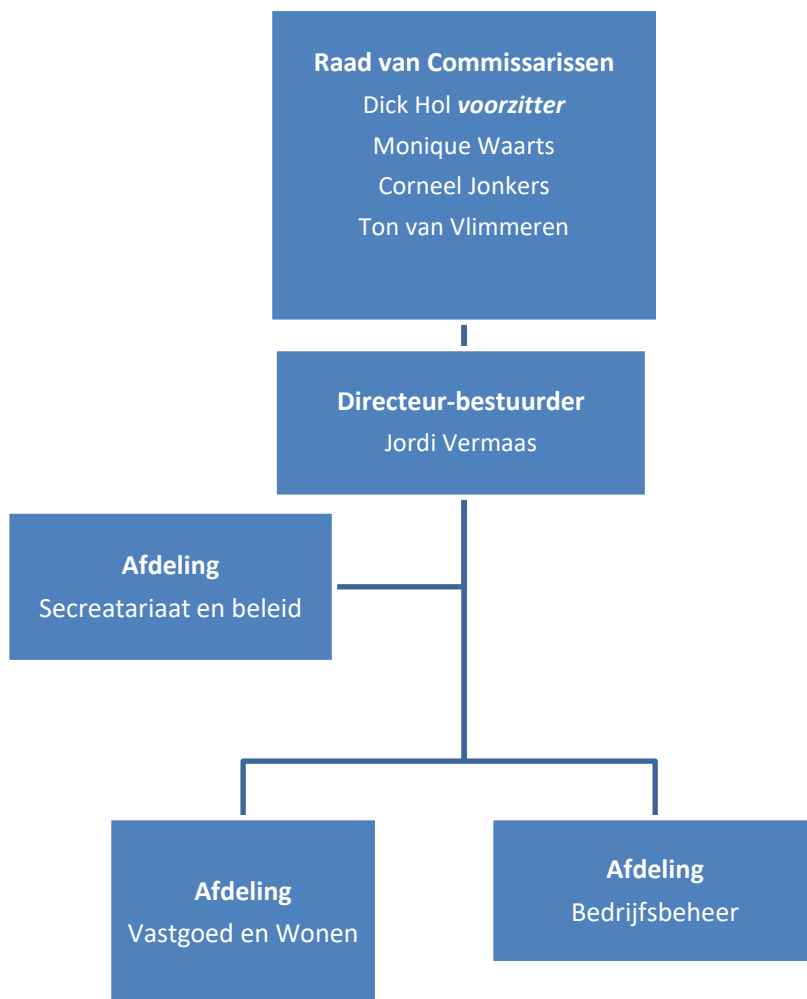 Raad van Commissarissen
Dick Hol voorzitter
Monique Waarts
Corneel Jonkers
Ton van Vlimmeren
Directeur-bestuurder
Jordi Vermaas
Afdeling
Secreatariaat en beleid
Afdeling
Vastgoed en Wonen
Afdeling
Bedrijfsbeheer